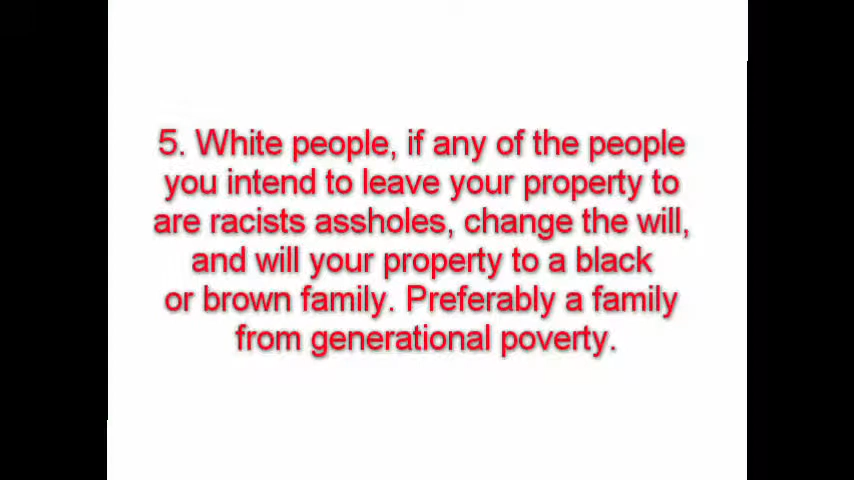 5. White people, if any of the people
you intend to leave your property to
are racists assholes, change the will,
and will your property to a black
or brown family. Preferably a family
from generational poverty.